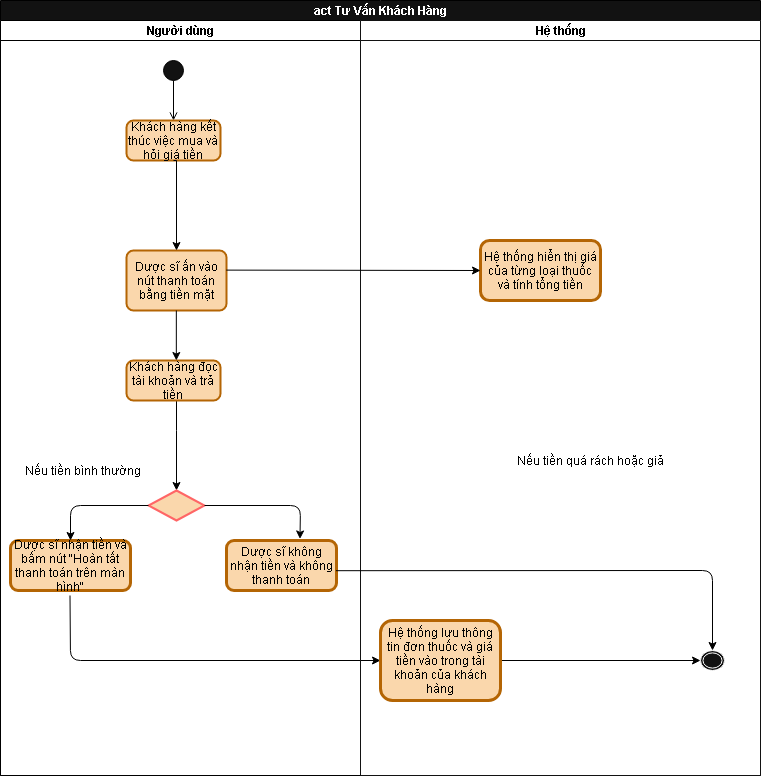 act Tư Vấn Khách Hàng
Người dùng
Hệ thống
Khách hàng kết
thúc việc mụa và
hỏi giá tiền
Dược sĩ ấn vào
nút thanh toán
bằng tiền mặt
Hệ thống hiển thị giá
của từng loại thuốc
và tính tổng tiền
Khách hàng đọc
tài khoản và trả
tiền
Nếu tiền bình thường
Nếu tiền quá rách hoặc giả
Dược sĩ nhận tiền và
bấm nút "Hoàn tất
thanh toán trên màn
hình"
Dược sĩ không
nhận tiền và không
thanh toán
Hệ thống lưu thông
tin đơn thuốc và giá
tiền vào trong tài
khoản của khách
hàng